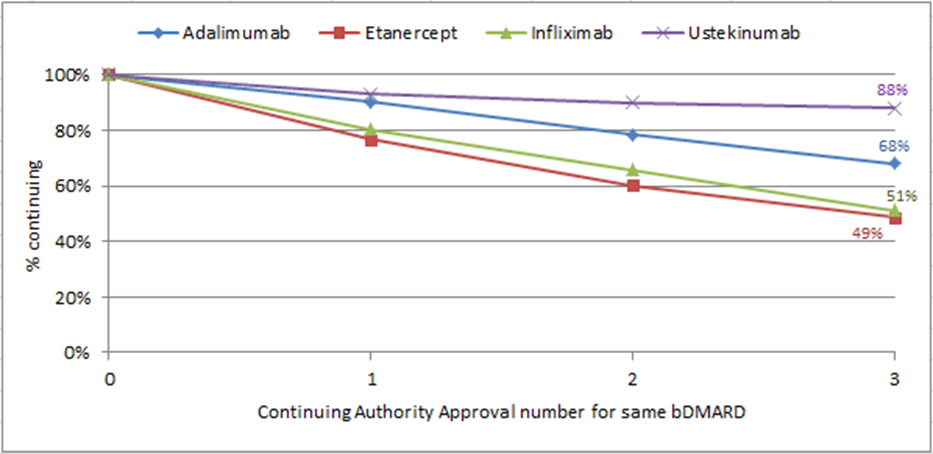 Adalimumab Etanercept Infliximab Ustekinumab
100%
80%
60%
40%
20%
0%
% continuing
88%
68%
51%
49%
0 1 2 3
Continuing Authority Approval number for same bDMARD